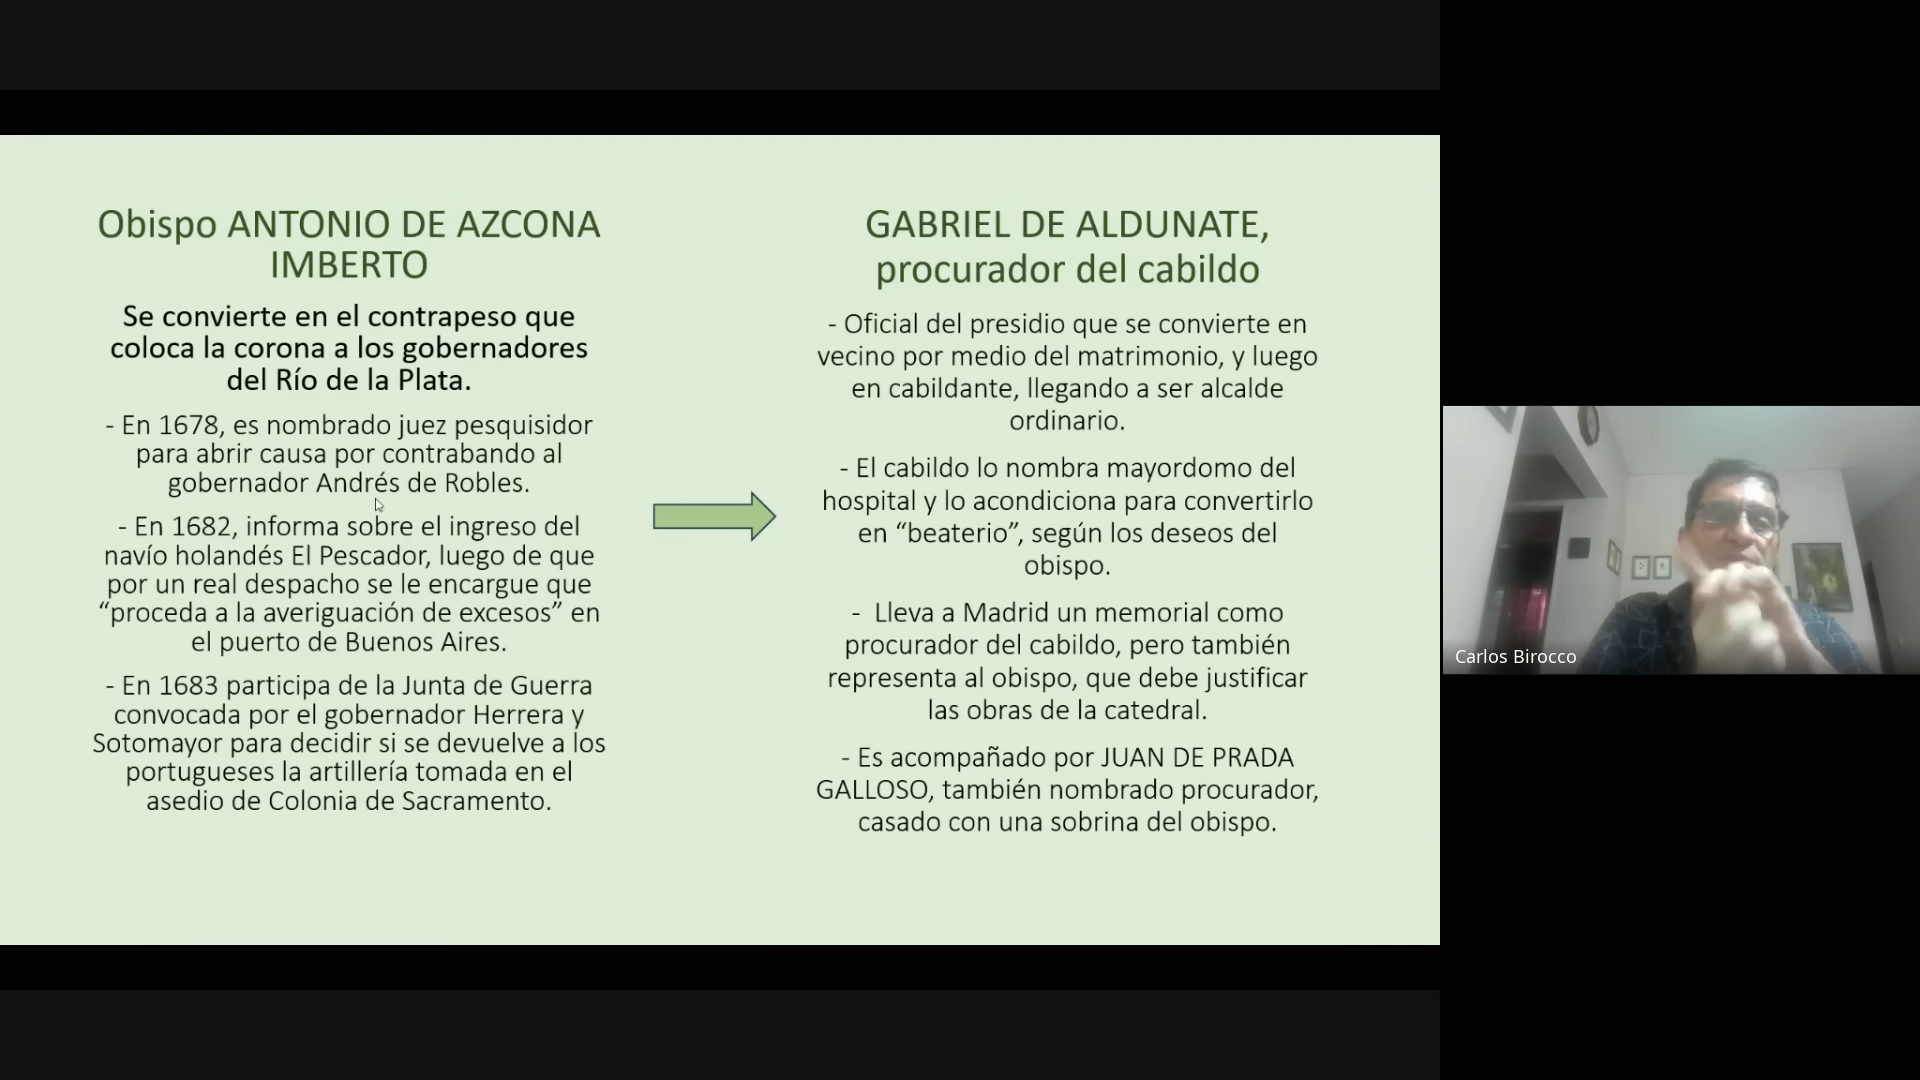 Obispo ANTONIO DE AZCONA
IMBERTO
Se convierte en el contrapeso que
coloca la corona a los gobernadores
del Río de la Plata.
- En 1678, es nombrado juez pesquisidor
para abrir causa por contrabando al
gobernador Andrés de Robles.
- En 1682, informa sobre el ingreso del
navío holandés El Pescador, luego de que
por un real despacho se le encargue que
“proceda a la averiguación de excesos” en
el puerto de Buenos Aires.
- En 1683 participa de la Junta de Guerra
convocada por el gobernador Herrera y
Sotomayor para decidir si se devuelve a los
portugueses la artillería tomada en el
asedio de Colonia de Sacramento.
GABRIEL DE ALDUNATE,
procurador del cabildo
- Oficial del presidio que se convierte en
vecino por medio del matrimonio, y luego
en cabildante, llegando a ser alcalde
ordinario.
- El cabildo lo nombra mayordomo del
hospital y lo acondiciona para convertirlo
en “beaterio”, según los deseos del
obispo.
- Lleva a Madrid un memorial como
procurador del cabildo, pero también
representa al obispo, que debe justificar
las obras de la catedral.
- Es acompañado por JUAN DE PRADA
GALLOSO, también nombrado procurador,
casado con una sobrina del obispo.
Carlos Birocco